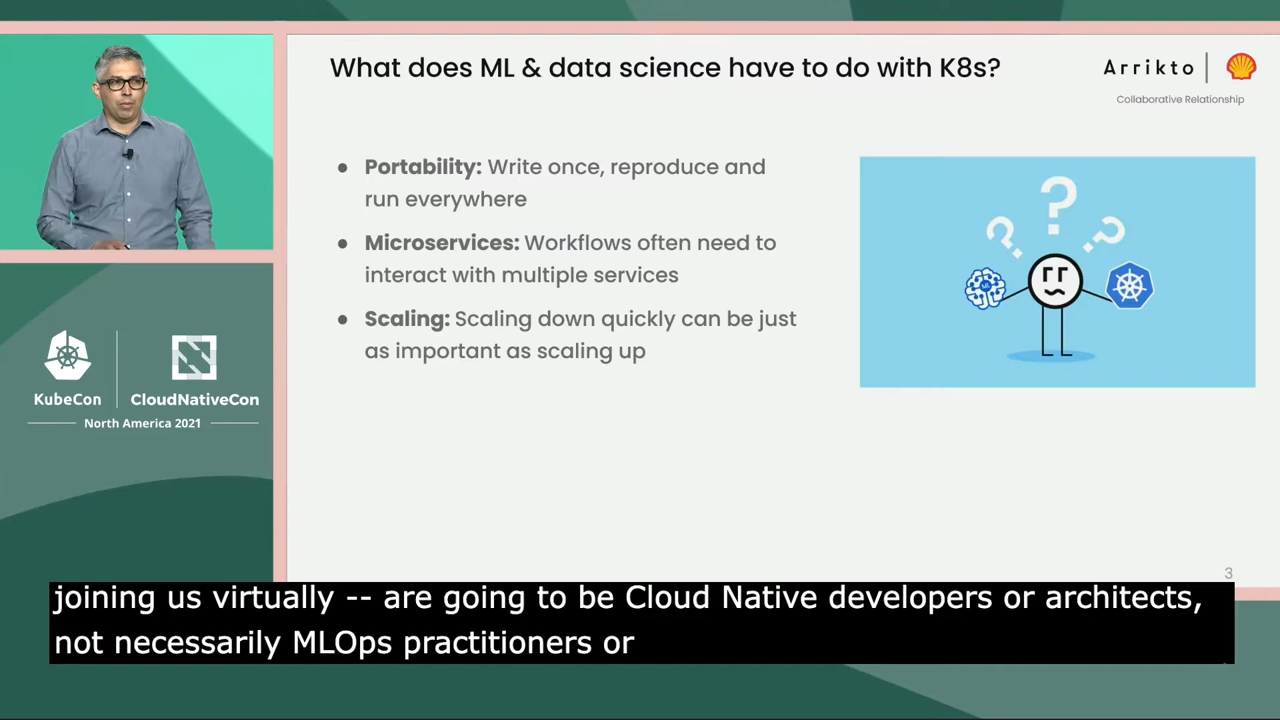 What does ML & data science have to do with K8s?
Arrikto
Collaborative Relationship
● Portability: Write once, reproduce and
run everywhere
● Microservices: Workflows often need to
interact with multiple services
● Scaling: Scaling down quickly can be just
as important as scaling up
? ? ?
ML
KubeCon
CloudNativeCon
North America 2021
3
joining us virtually -- are going to be Cloud Native developers or architects,
not necessarily MLOps practitioners or